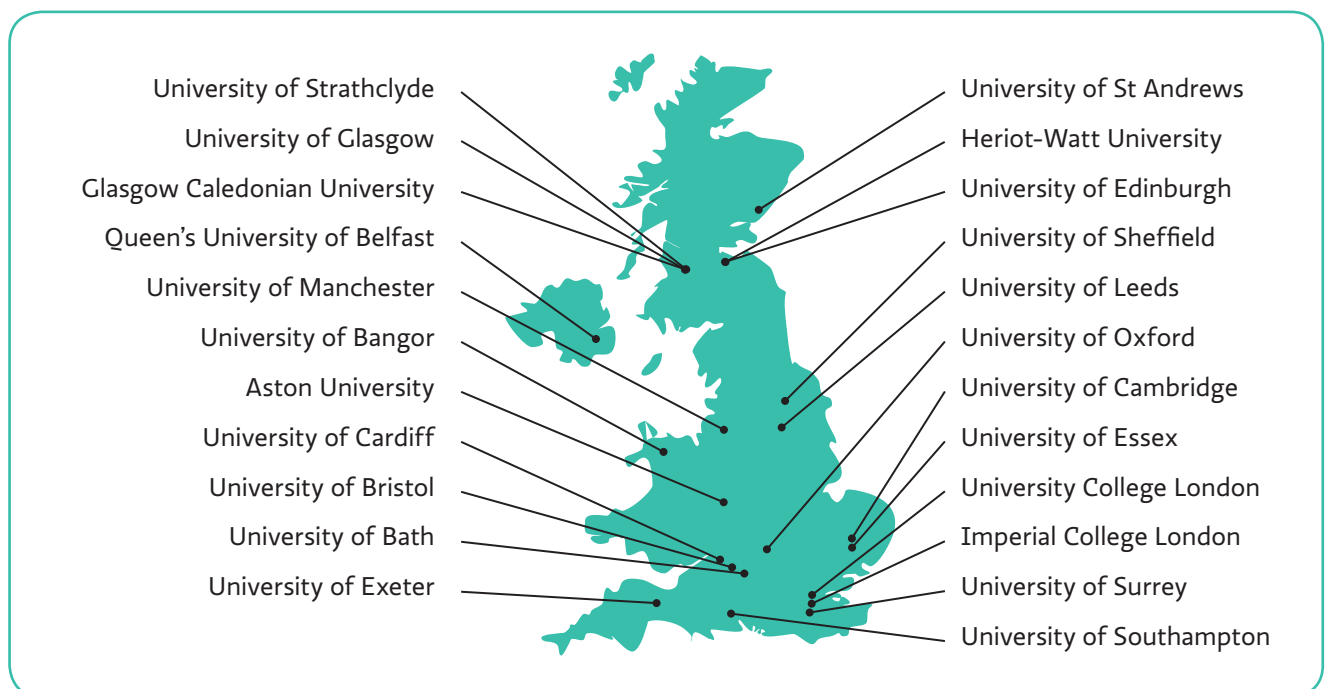 University of Strathclyde
University of Glasgow
Glasgow Caledonian University
Queen’s University of Belfast
University of Manchester
University of Bangor
Aston University
University of Cardiff
University of Bristol
University of Bath
University of Exeter
University of St Andrews
Heriot-Watt University
University of Edinburgh
University of Sheffield
University of Leeds
University of Oxford
University of Cambridge
University of Essex
University College London
Imperial College London
University of Surrey
University of Southampton